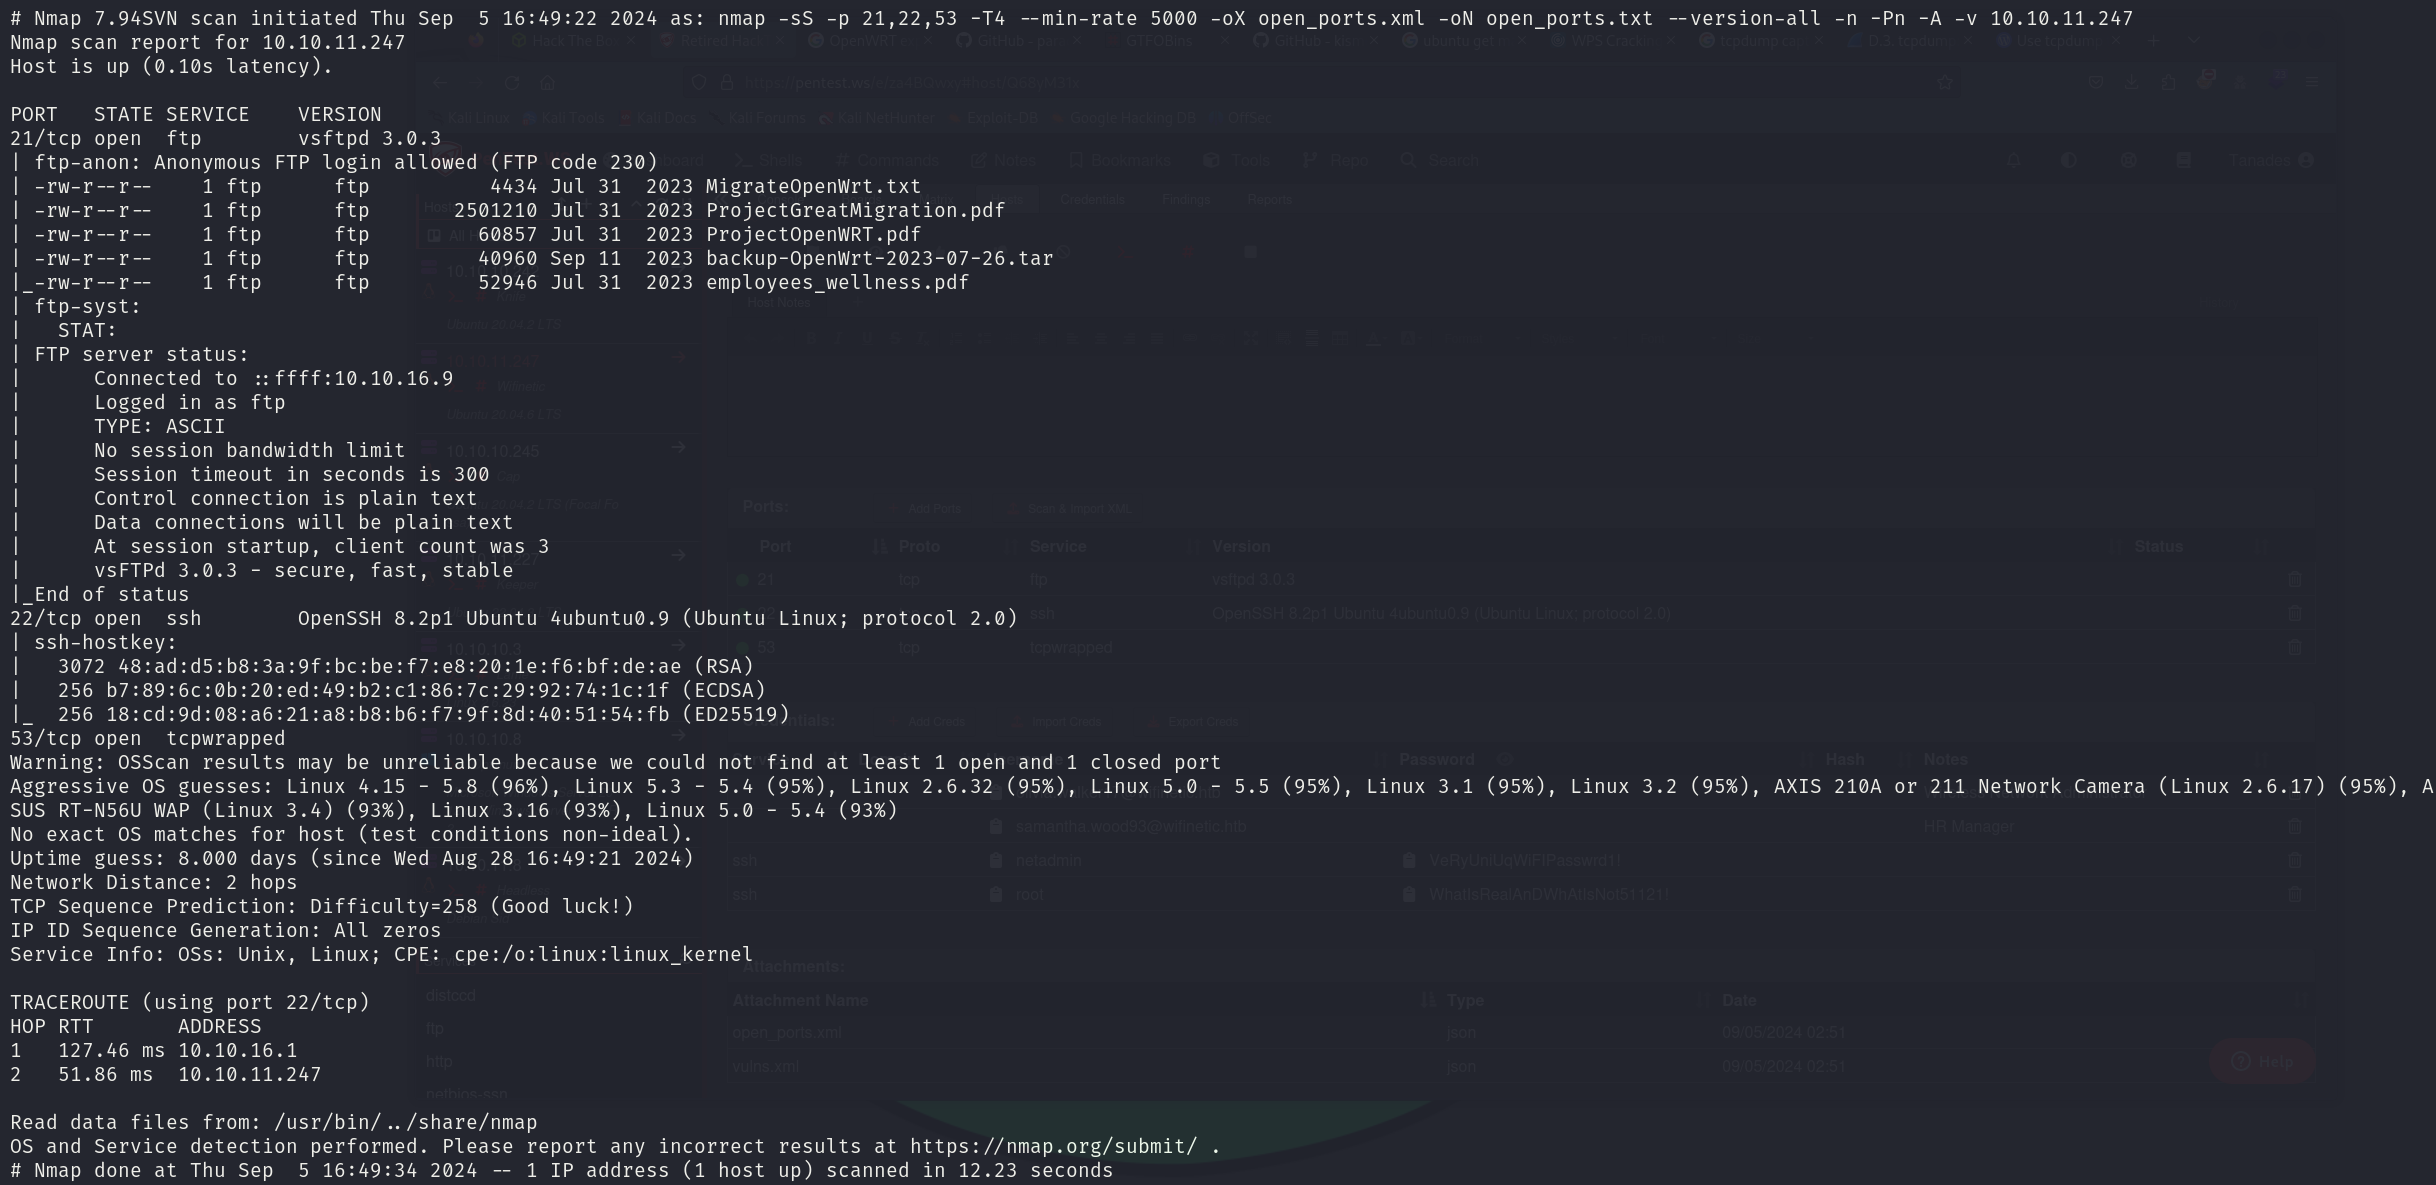 # Nmap 7.94SVN scan initiated Thu Sep  5 16:49:22 2024 as: nmap -sS -p 21,22,53 -T4 --min-rate 5000 -oX open_ports.xml -oN open_ports.txt --version-all -n -Pn -A -v 10.10.11.247
Nmap scan report for 10.10.11.247
Host is up (0.10s latency).

PORT   STATE SERVICE    VERSION
21/tcp open  ftp        vsftpd 3.0.3
| ftp-anon: Anonymous FTP login allowed (FTP code 230)
| -rw-r--r--    1 ftp      ftp          4434 Jul 31  2023 MigrateOpenWrt.txt
| -rw-r--r--    1 ftp      ftp       2501210 Jul 31  2023 ProjectGreatMigration.pdf
| -rw-r--r--    1 ftp      ftp         60857 Jul 31  2023 ProjectOpenWRT.pdf
| -rw-r--r--    1 ftp      ftp         40960 Sep 11  2023 backup-OpenWrt-2023-07-26.tar
|_-rw-r--r--    1 ftp      ftp         52946 Jul 31  2023 employees_wellness.pdf
| ftp-syst:
|   STAT:
| FTP server status:
|      Connected to ::ffff:10.10.16.9
|      Logged in as ftp
|      TYPE: ASCII
|      No session bandwidth limit
|      Session timeout in seconds is 300
|      Control connection is plain text
|      Data connections will be plain text
|      At session startup, client count was 3
|      vsFTPd 3.0.3 - secure, fast, stable
|_End of status
22/tcp open  ssh        OpenSSH 8.2p1 Ubuntu 4ubuntu0.9 (Ubuntu Linux; protocol 2.0)
| ssh-hostkey:
|   3072 48:ad:d5:b8:3a:9f:bc:be:f7:e8:20:1e:f6:bf:de:ae (RSA)
|   256 b7:89:6c:0b:20:ed:49:b2:c1:86:7c:29:92:74:1c:1f (ECDSA)
|_  256 18:cd:9d:08:a6:21:a8:b8:b6:f7:9f:8d:40:51:54:fb (ED25519)
53/tcp open  tcpwrapped
Warning: OSScan results may be unreliable because we could not find at least 1 open and 1 closed port
Aggressive OS guesses: Linux 4.15 - 5.8 (96%), Linux 5.3 - 5.4 (95%), Linux 2.6.32 (95%), Linux 5.0 - 5.5 (95%), Linux 3.1 (95%), Linux 3.2 (95%), AXIS 210A or 211 Network Camera (Linux 2.6.17) (95%), A
SUS RT-N56U WAP (Linux 3.4) (93%), Linux 3.16 (93%), Linux 5.0 - 5.4 (93%)
No exact OS matches for host (test conditions non-ideal).
Uptime guess: 8.000 days (since Wed Aug 28 16:49:21 2024)
Network Distance: 2 hops
TCP Sequence Prediction: Difficulty=258 (Good luck!)
IP ID Sequence Generation: All zeros
Service Info: OSs: Unix, Linux; CPE: cpe:/o:linux:linux_kernel

TRACEROUTE (using port 22/tcp)
HOP RTT       ADDRESS
1   127.46 ms 10.10.16.1
2   51.86 ms  10.10.11.247

Read data files from: /usr/bin/../share/nmap
OS and Service detection performed. Please report any incorrect results at https://nmap.org/submit/ .
# Nmap done at Thu Sep  5 16:49:34 2024 -- 1 IP address (1 host up) scanned in 12.23 seconds